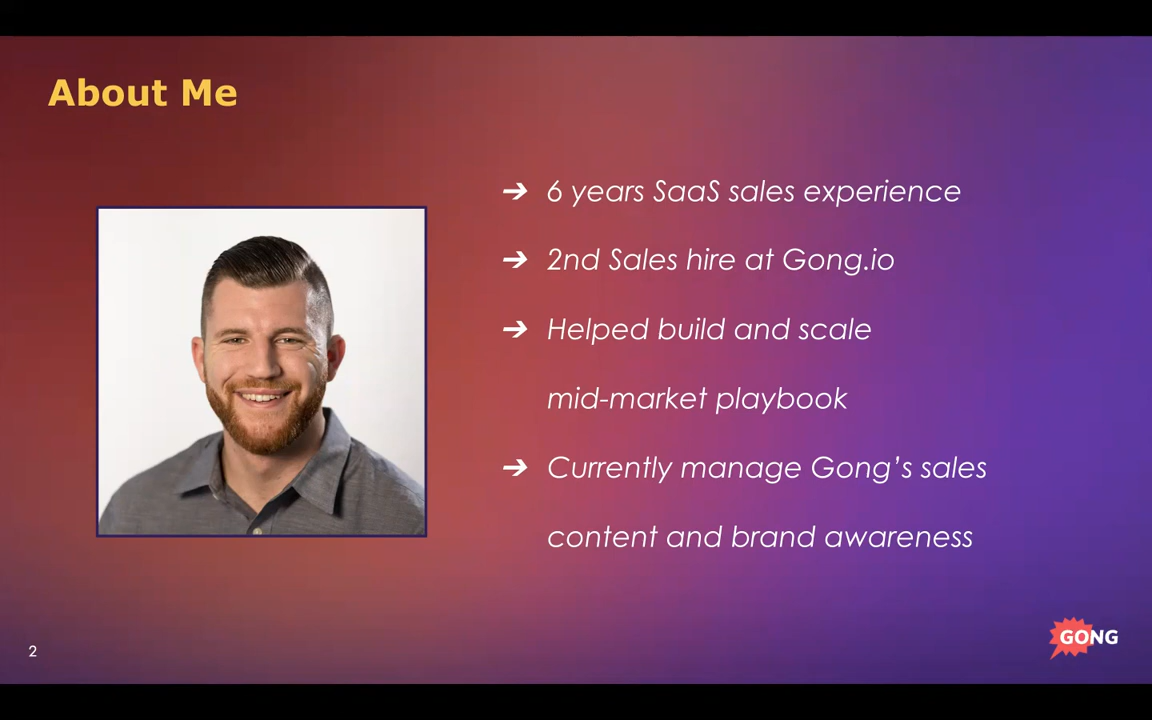 About Me
➔ 6 years SaaS sales experience
➔ 2nd Sales hire at Gong.io
➔ Helped build and scale
mid-market playbook
➔ Currently manage Gong’s sales
content and brand awareness
2
GONG